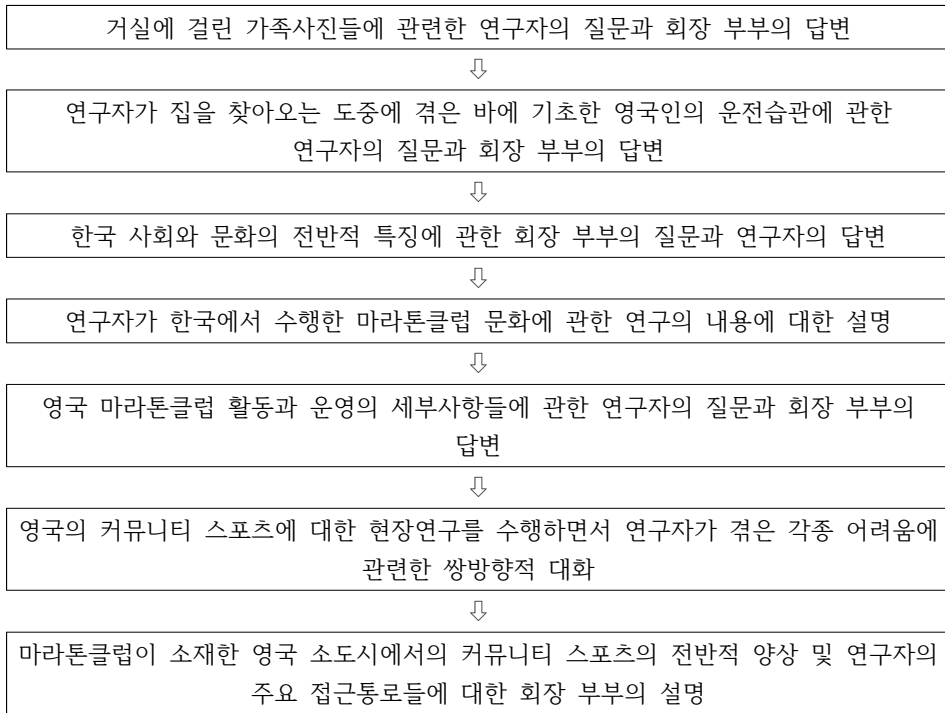 거실에 걸린 가족사진들에 관련한 연구자의 질문과 회장 부부의 답변
⇩
연구자가 집을 찾아오는 도중에 겪은 바에 기초한 영국인의 운전습관에 관한
연구자의 질문과 회장 부부의 답변
⇩
한국 사회와 문화의 전반적 특징에 관한 회장 부부의 질문과 연구자의 답변
⇩
연구자가 한국에서 수행한 마라톤클럽 문화에 관한 연구의 내용에 대한 설명
⇩
영국 마라톤클럽 활동과 운영의 세부사항들에 관한 연구자의 질문과 회장 부부의
답변
⇩
영국의 커뮤니티 스포츠에 대한 현장연구를 수행하면서 연구자가 겪은 각종 어려움에
관련한 쌍방향적 대화
⇩
마라톤클럽이 소재한 영국 소도시에서의 커뮤니티 스포츠의 전반적 양상 및 연구자의
주요 접근통로들에 대한 회장 부부의 설명